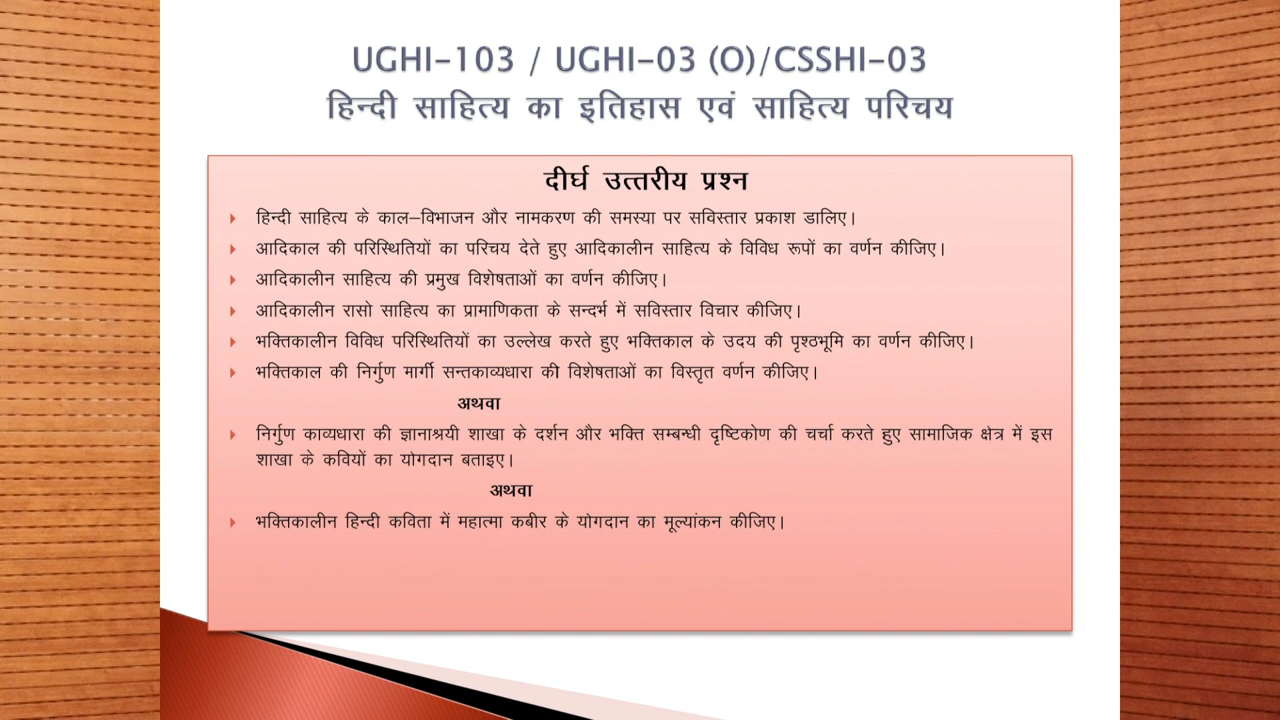 UGHI-103 / UGHI-03 (O)/CSSHI-03
हिन्दी साहित्य का इतिहास एवं साहित्य परिचय
दीर्घ उत्तरीय प्रश्न
हिन्दी साहित्य के काल–विभाजन और नामकरण की समस्या पर सविस्तार प्रकाश डालिए।
आदिकाल की परिस्थितियों का परिचय देते हुए आदिकालीन साहित्य के विविध रूपों का वर्णन कीजिए।
आदिकालीन साहित्य की प्रमुख विशेषताओं का वर्णन कीजिए।
आदिकालीन रासो साहित्य का प्रामाणिकता के सन्दर्भ में सविस्तार विचार कीजिए।
भक्तिकालीन विविध परिस्थितियों का उल्लेख करते हुए भक्तिकाल के उदय की पृश्ठभूमि का वर्णन कीजिए।
भक्तिकाल की निर्गुण मार्गी सन्तकाव्यधारा की विशेषताओं का विस्तृत वर्णन कीजिए।
अथवा
निर्गुण काव्यधारा की ज्ञानाश्रयी शाखा के दर्शन और भक्ति सम्बन्धी दृष्टिकोण की चर्चा करते हुए सामाजिक क्षेत्र में इस
शाखा के कवियों का योगदान बताइए।
अथवा
भक्तिकालीन हिन्दी कविता में महात्मा कबीर के योगदान का मूल्यांकन कीजिए।